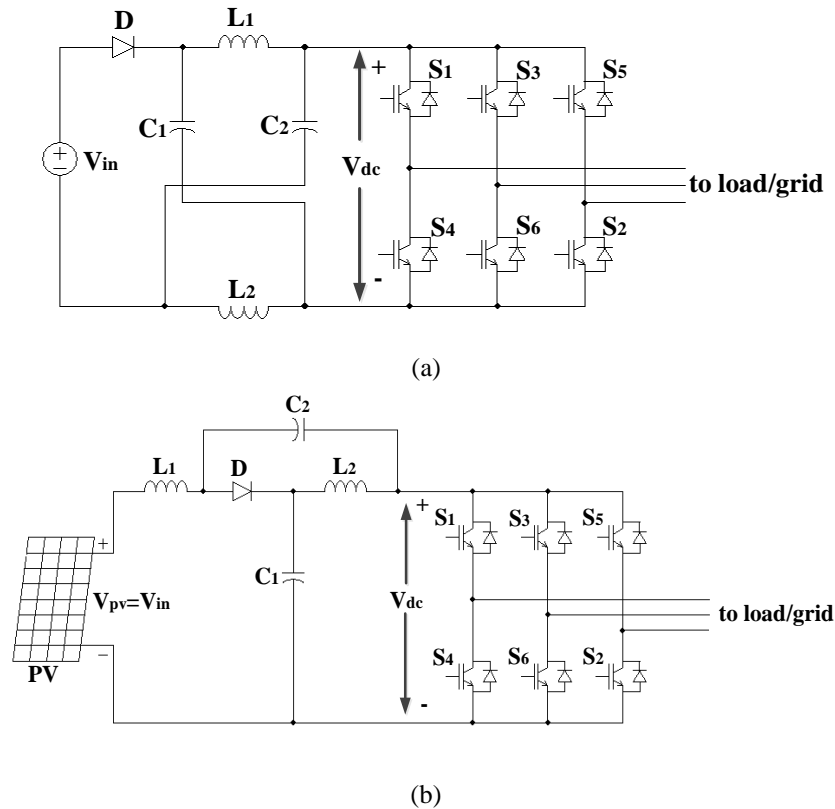 D
L1
C1
C2
Vin
+
−
+
Vdc
-
S1
S3
S5
S4
S6
S2
L2
to load/grid
(a)
C2
L1
D
L2
C1
+
−
PV
Vpv=Vin
+
Vdc
-
S1
S3
S5
S4
S6
S2
to load/grid
(b)